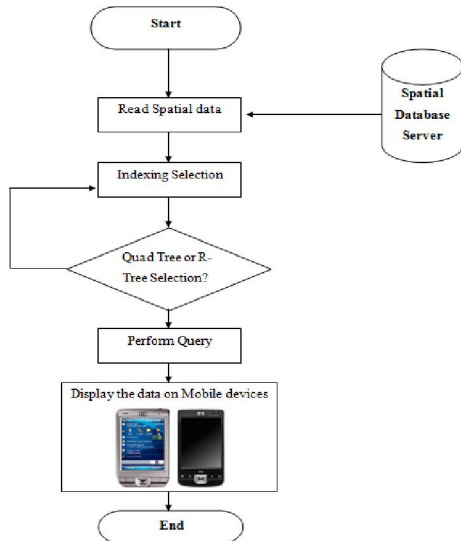 Start
Read Spatial data
Spatial
Database
Server
Indexing Selection
Quad Tree or R-
Tree Selection?
Perform Query
Display the data on Mobile devices
End